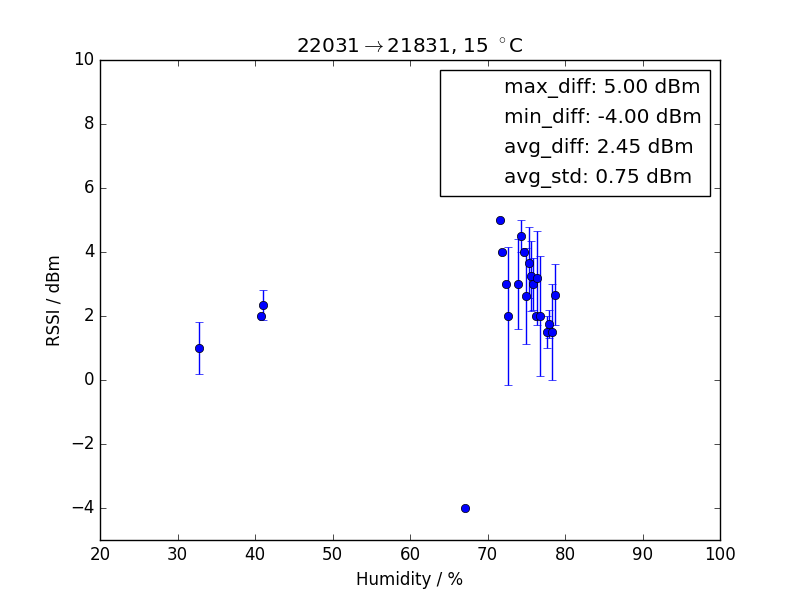 22031→21831, 15 °C
max_diff: 5.00 dBm
min_diff: -4.00 dBm
avg_diff: 2.45 dBm
avg_std: 0.75 dBm
10
8
6
4
2
0
−2
−4
RSSI / dBm
20 30 40 50 60 70 80 90 100
Humidity / %